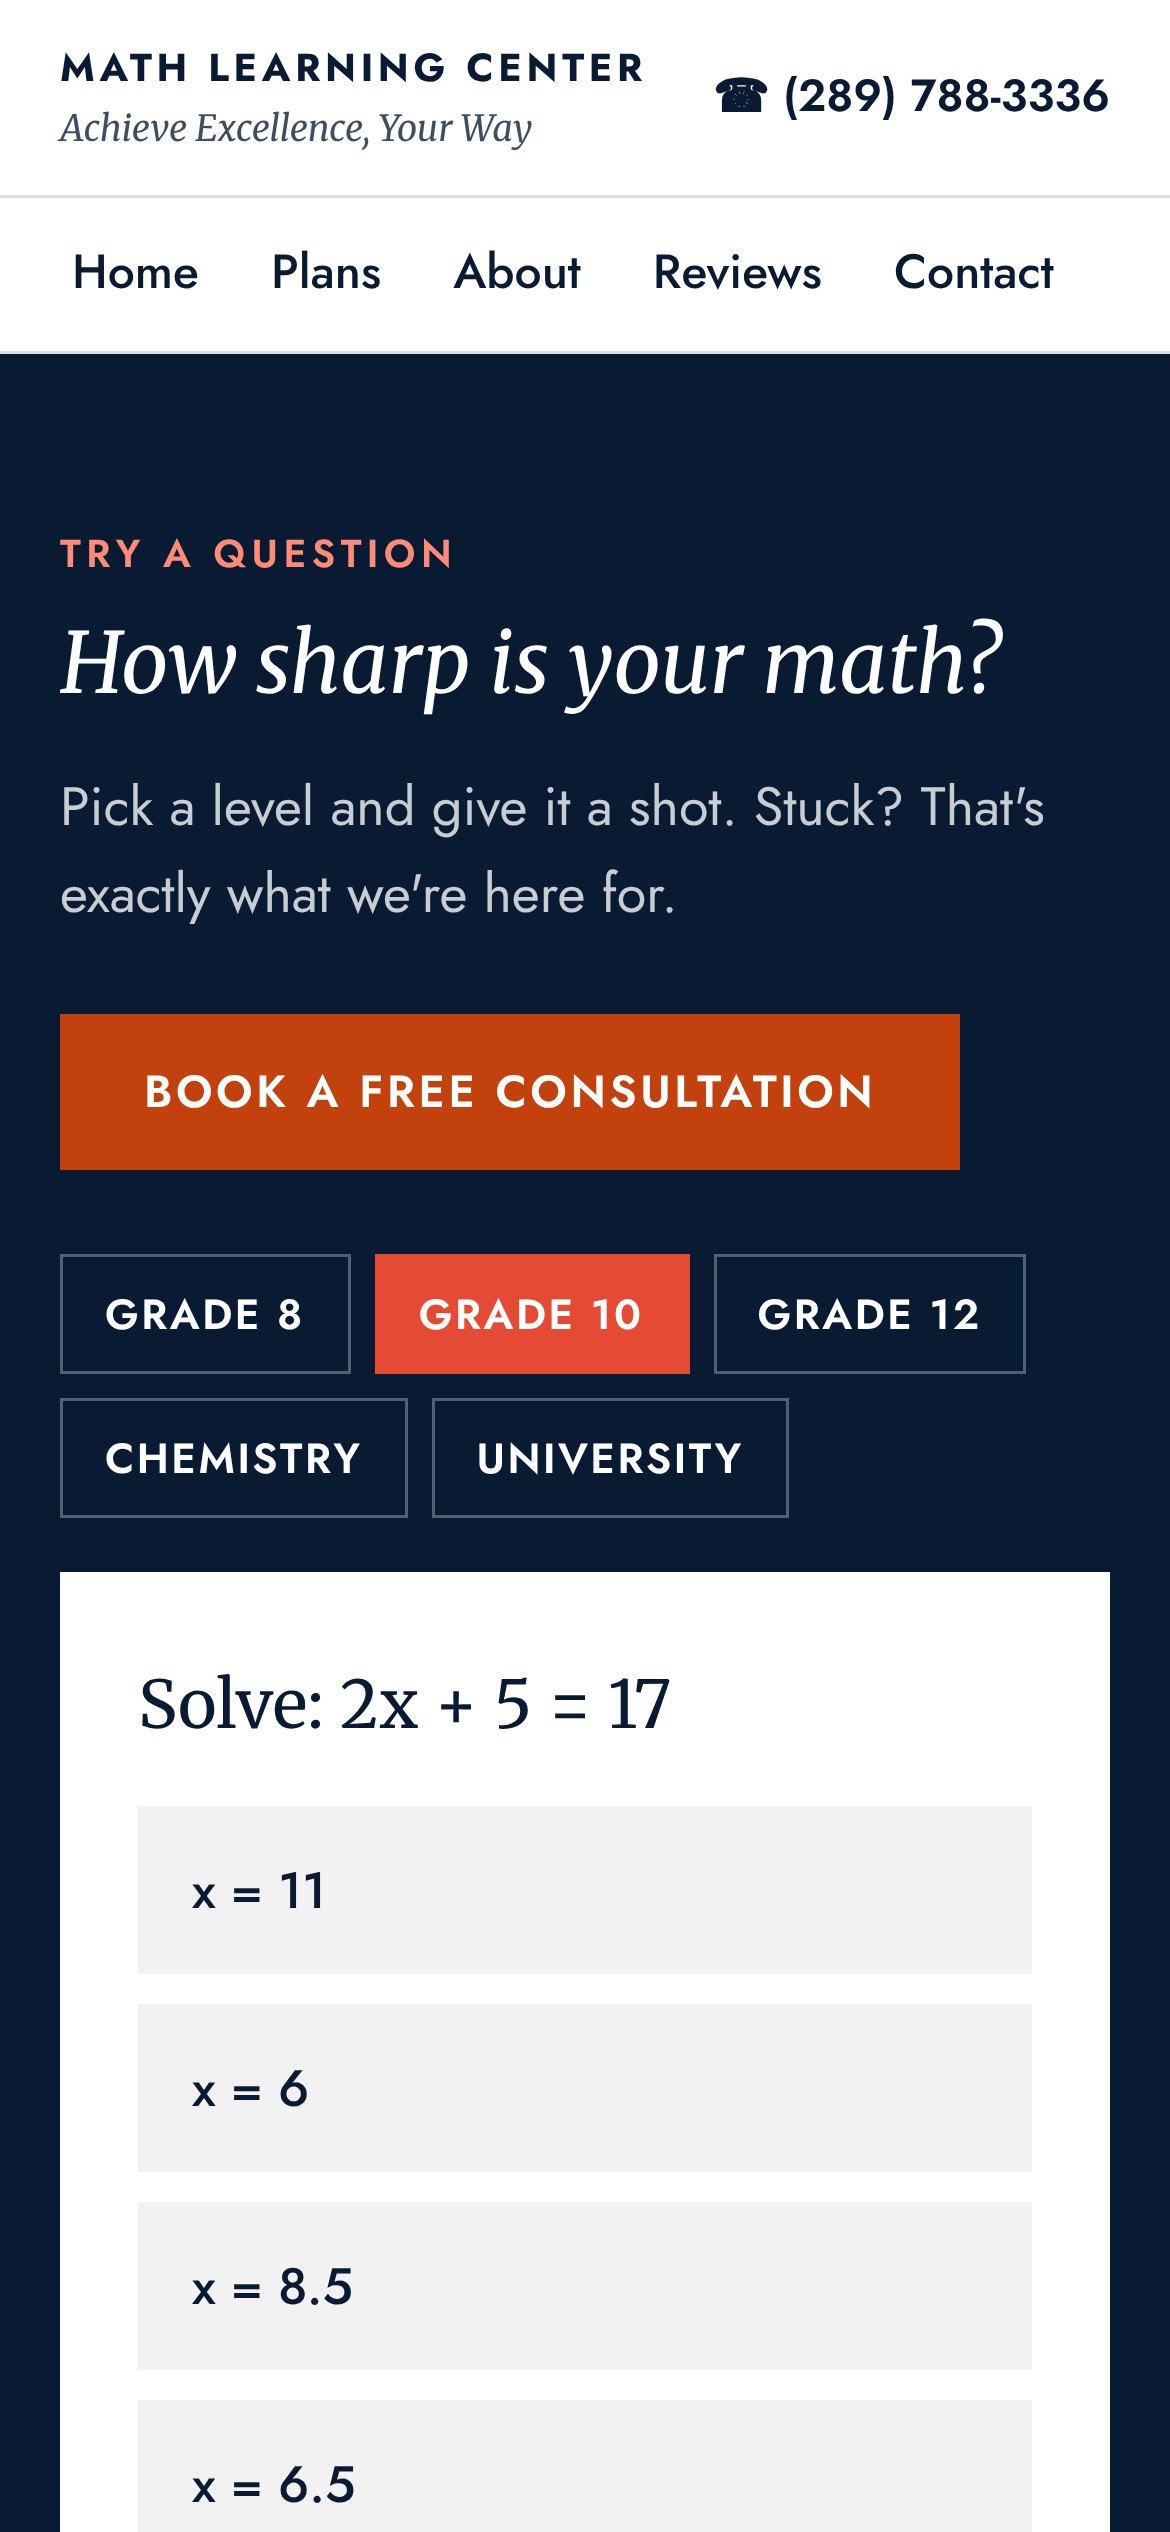 MATH LEARNING CENTER
Achieve Excellence, Your Way
☎ (289) 788-3336
Home Plans About Reviews Contact
TRY A QUESTION
How sharp is your math?
Pick a level and give it a shot. Stuck? That's
exactly what we're here for.
BOOK A FREE CONSULTATION
GRADE 8 GRADE 10 GRADE 12
CHEMISTRY UNIVERSITY
Solve: 2x + 5 = 17
x = 11
x = 6
x = 8.5
x = 6.5